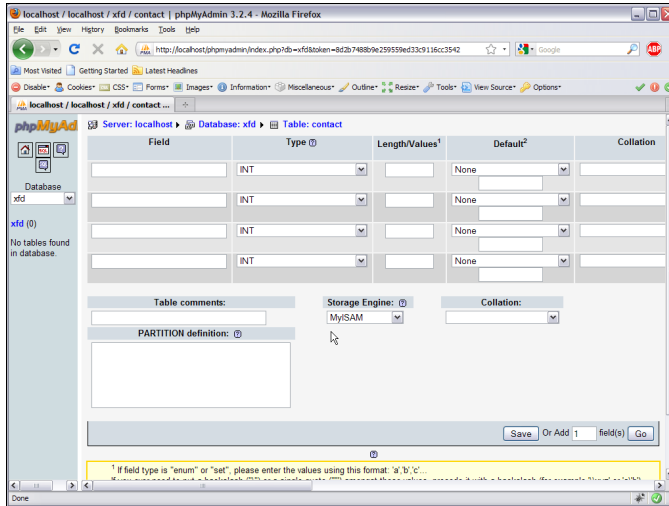 localhost / localhost / xfd / contact | phpMyAdmin 3.2.4 - Mozilla Firefox
File Edit View History Bookmarks Tools Help
http://localhost/phpmyadmin/index.php?db=xfd&token=8d2b7488b9e259559ed33c9116cc3542
Google
ABP
Most Visited Getting Started Latest Headlines
Disable Cookies CSS Forms Images Information Miscellaneous Outline Resize Tools View Source Options
localhost / localhost / xfd / contact ...
phpMyAd
Server: localhost Database: xfd Table: contact
Field Type Length/Values1 Default2 Collation
INT None
INT None
INT None
INT None
Database
xfd
xfd (0)
No tables found
in database.
Table comments: Storage Engine: Collation:
MyISAM
PARTITION definition:
Save Or Add 1 field(s) Go
1 If field type is "enum" or "set", please enter the values using this format: 'a','b','c'...
Done